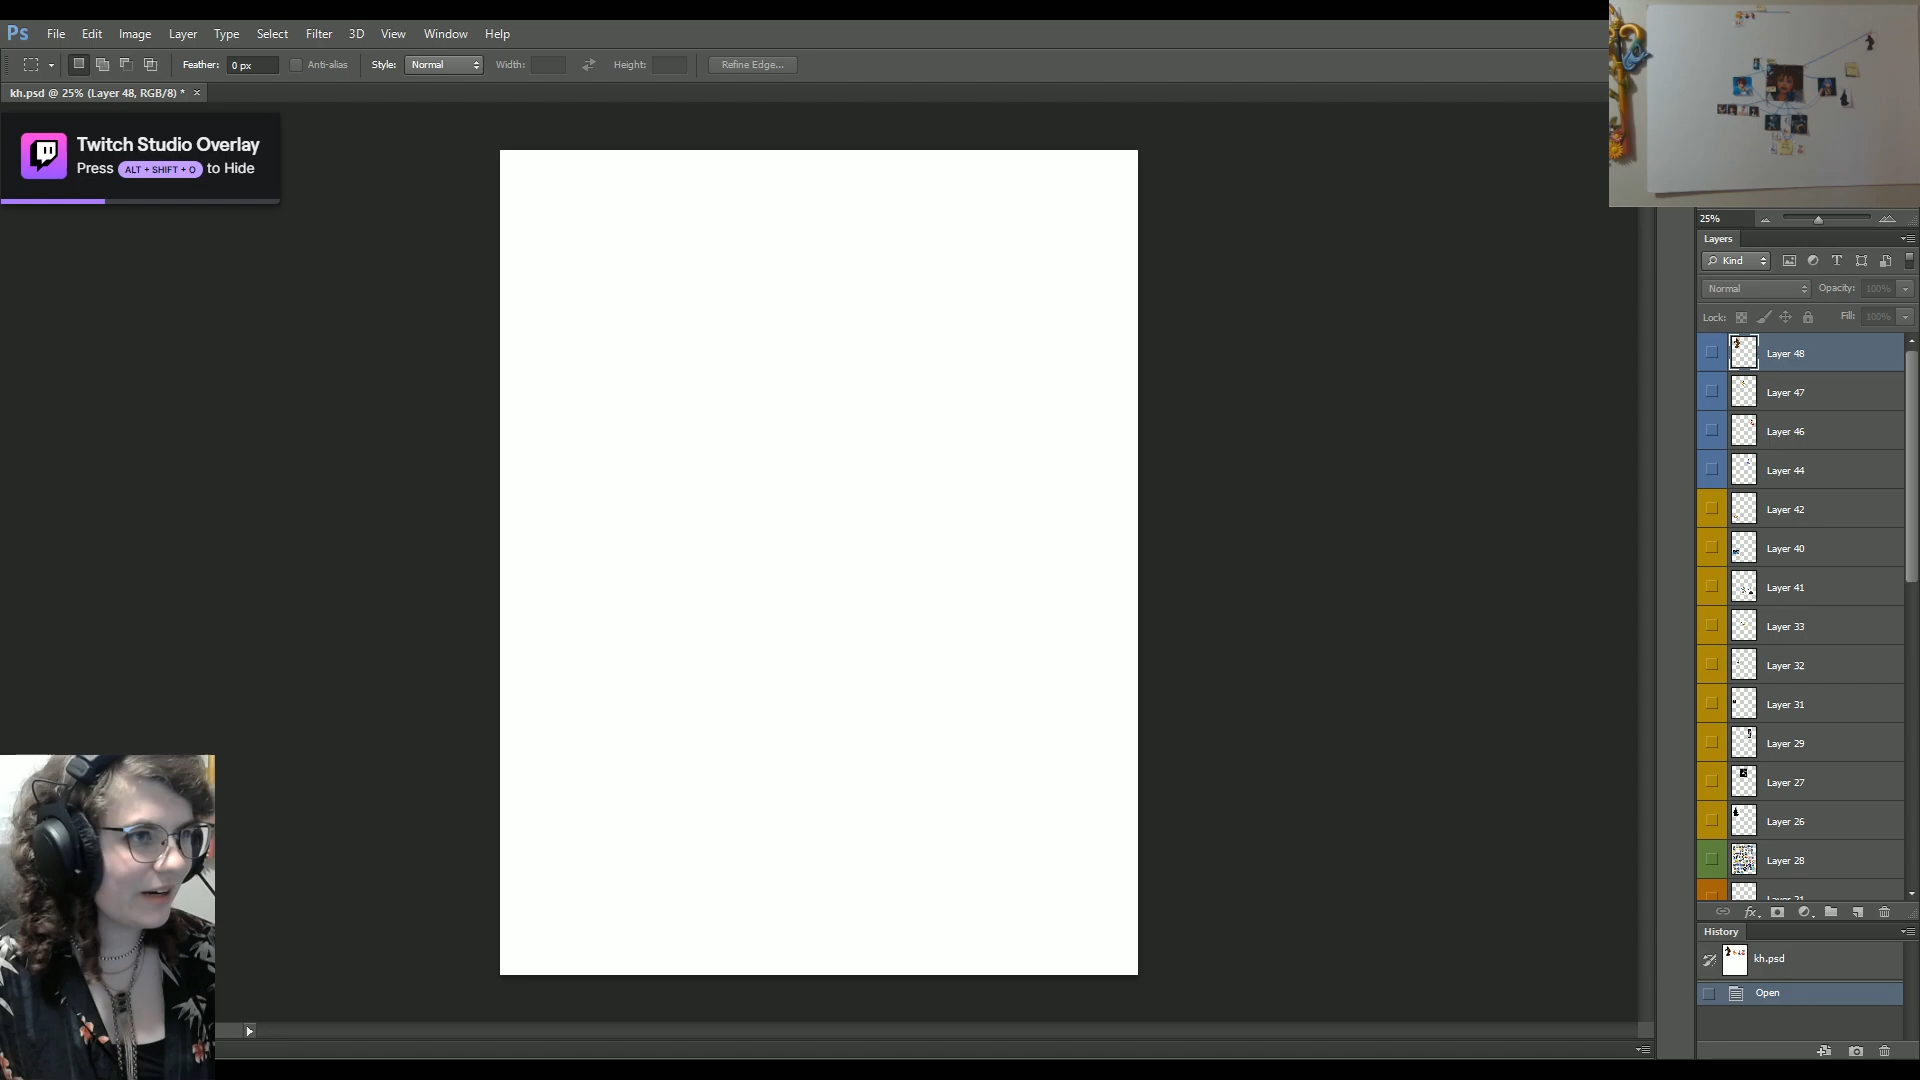 Ps File Edit Image Layer Type Select Filter 3D View Window Help
Feather: 0 px Anti-alias Style: Normal Width: Height: Refine Edge...
kh.psd @ 25% (Layer 48, RGB/8) * ×
Twitch Studio Overlay
Press ALT + SHIFT + O to Hide
25%
Layers
Kind
Normal Opacity: 100%
Lock: Fill: 100%
Layer 48
Layer 47
Layer 46
Layer 44
Layer 42
Layer 40
Layer 41
Layer 33
Layer 32
Layer 31
Layer 29
Layer 27
Layer 26
Layer 28
Layer 21
History
kh.psd
Open